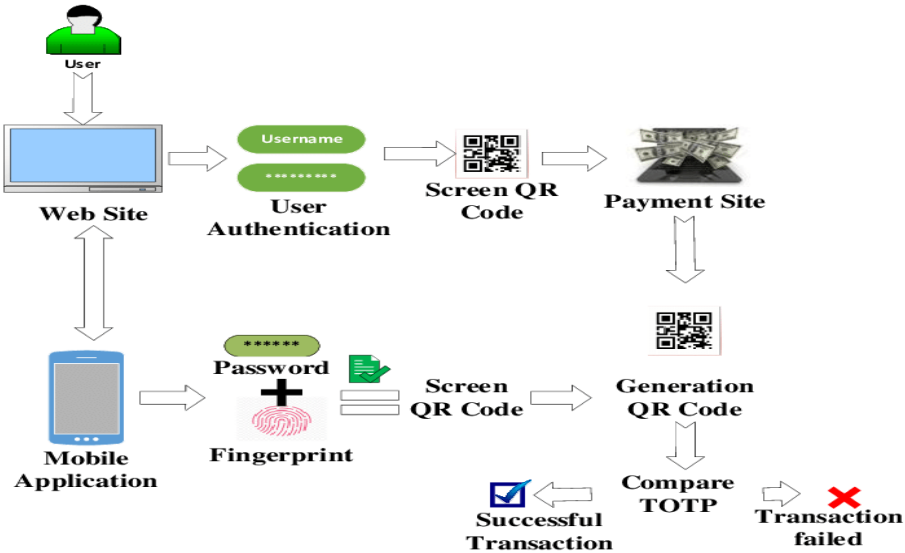 User
Username
*********
Web Site
User
Authentication
Screen QR
Code
Payment Site
******
Password
Fingerprint
Mobile
Application
Screen
QR Code
Generation
QR Code
Compare
TOTP
Successful
Transaction
Transaction
failed